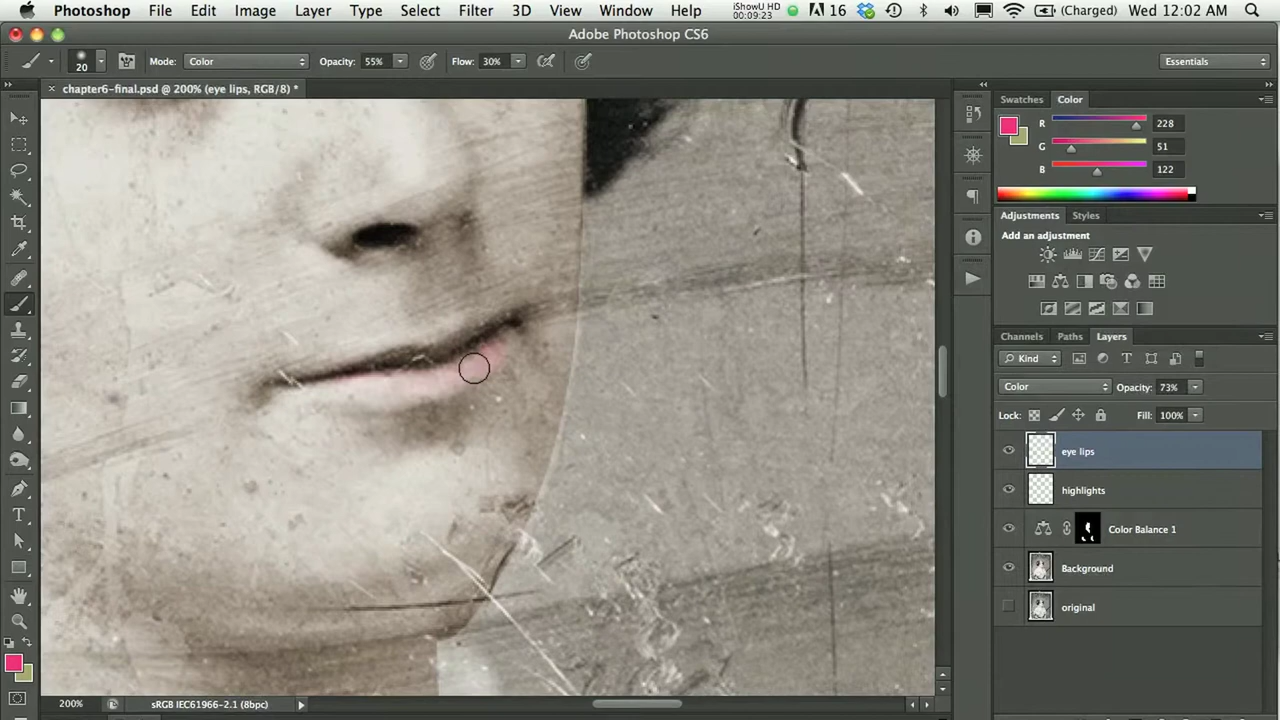 Photoshop File Edit Image Layer Type Select Filter 3D View Window Help iShowU HD 00:09:23 16 (Charged) Wed 12:02 AM
Adobe Photoshop CS6
20 Mode: Color Opacity: 55% Flow: 30% Essentials
chapter6-final.psd @ 200% (eye lips, RGB/8) *
Swatches Color
R 228
G 51
B 122
Adjustments Styles
Add an adjustment
Channels Paths Layers
Kind
Color Opacity: 73%
Lock: Fill: 100%
eye lips
highlights
Color Balance 1
Background
original
200% sRGB IEC61966-2.1 (8bpc)